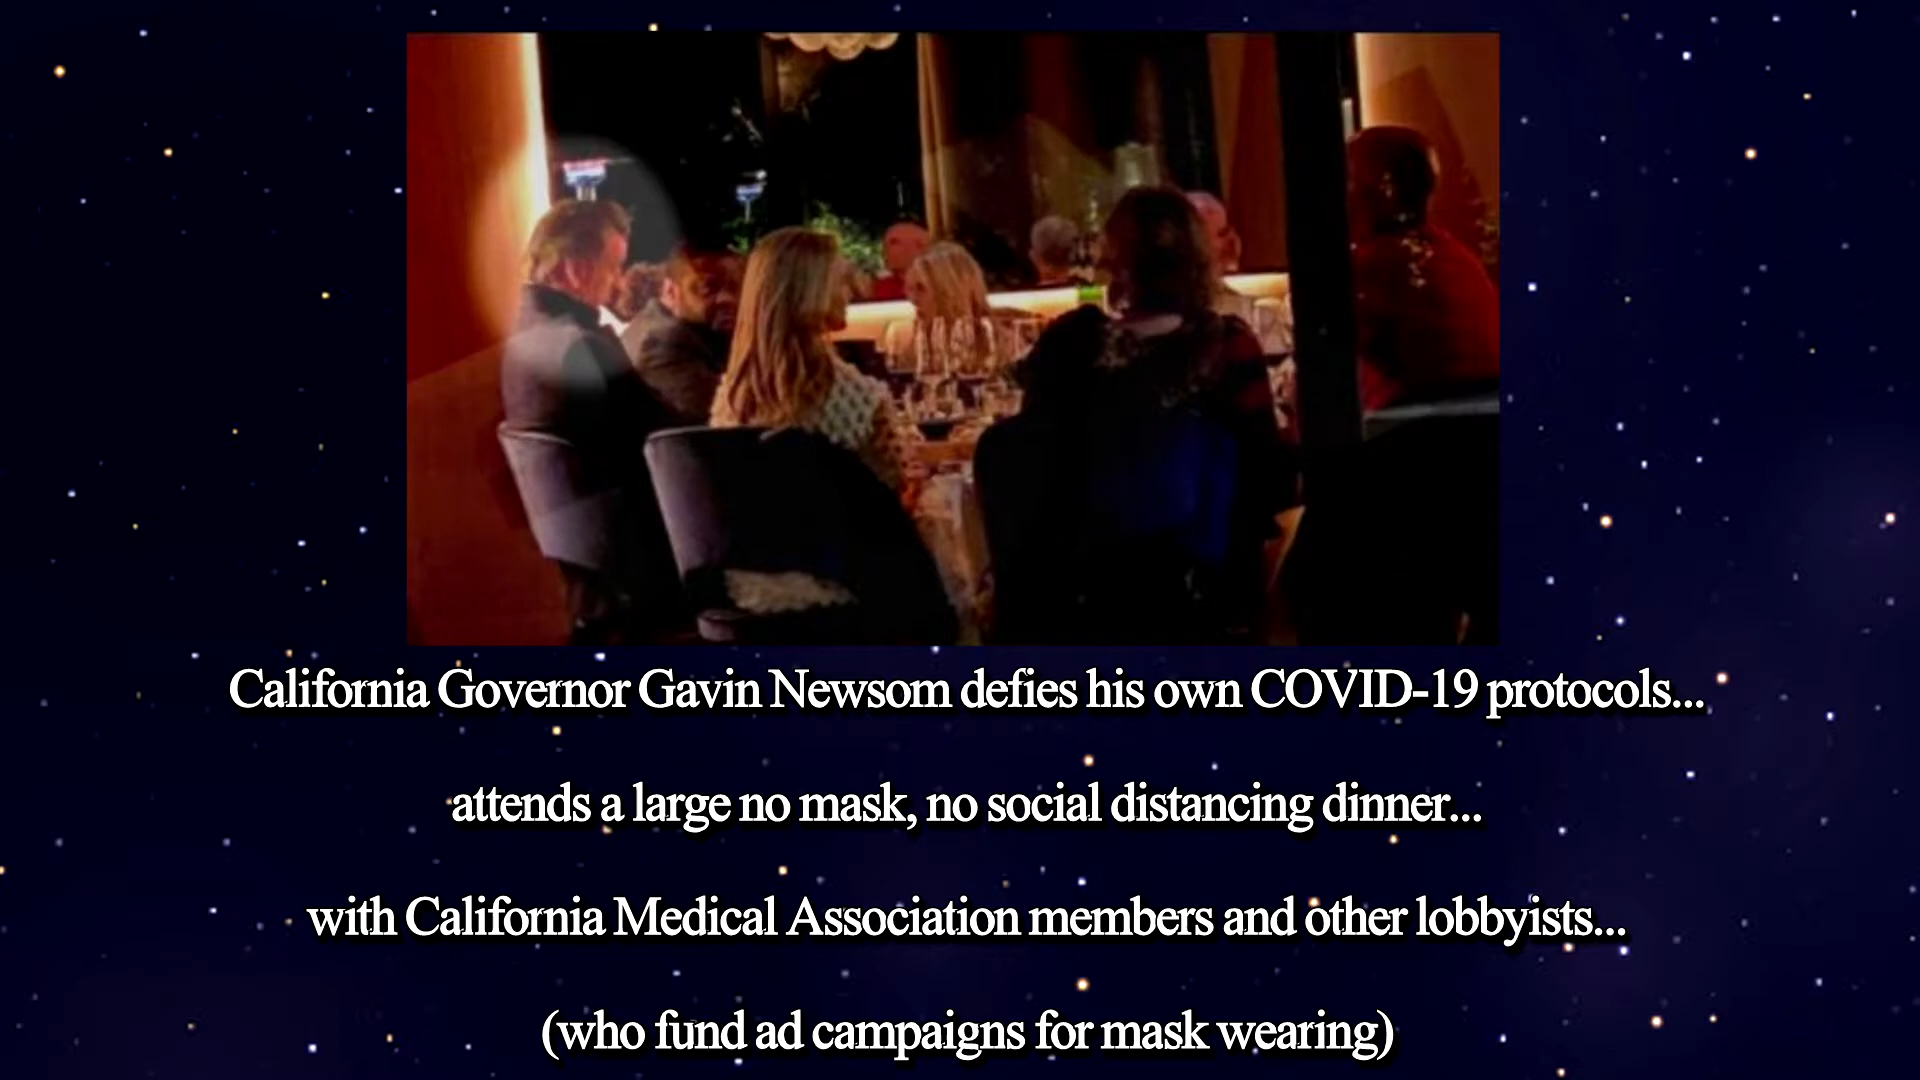 California Governor Gavin Newsom defies his own COVID-19 protocols...
attends a large no mask, no social distancing dinner...
with California Medical Association members and other lobbyists...
(who fund ad campaigns for mask wearing)